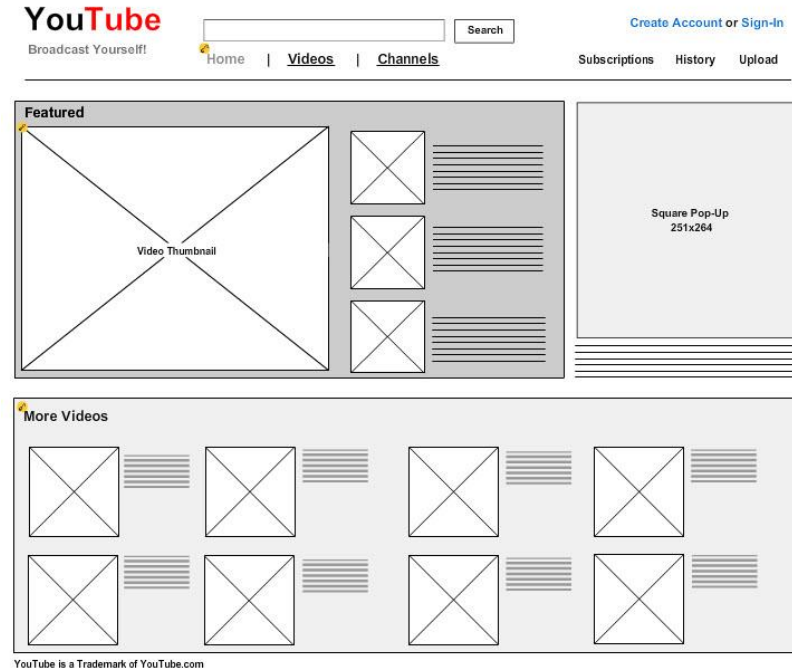 YouTube
Broadcast Yourself!
Search
Create Account or Sign-In
Home | Videos | Channels
Subscriptions History Upload
Featured
Video Thumbnail
Square Pop-Up
251x264
More Videos
YouTube is a Trademark of YouTube.com